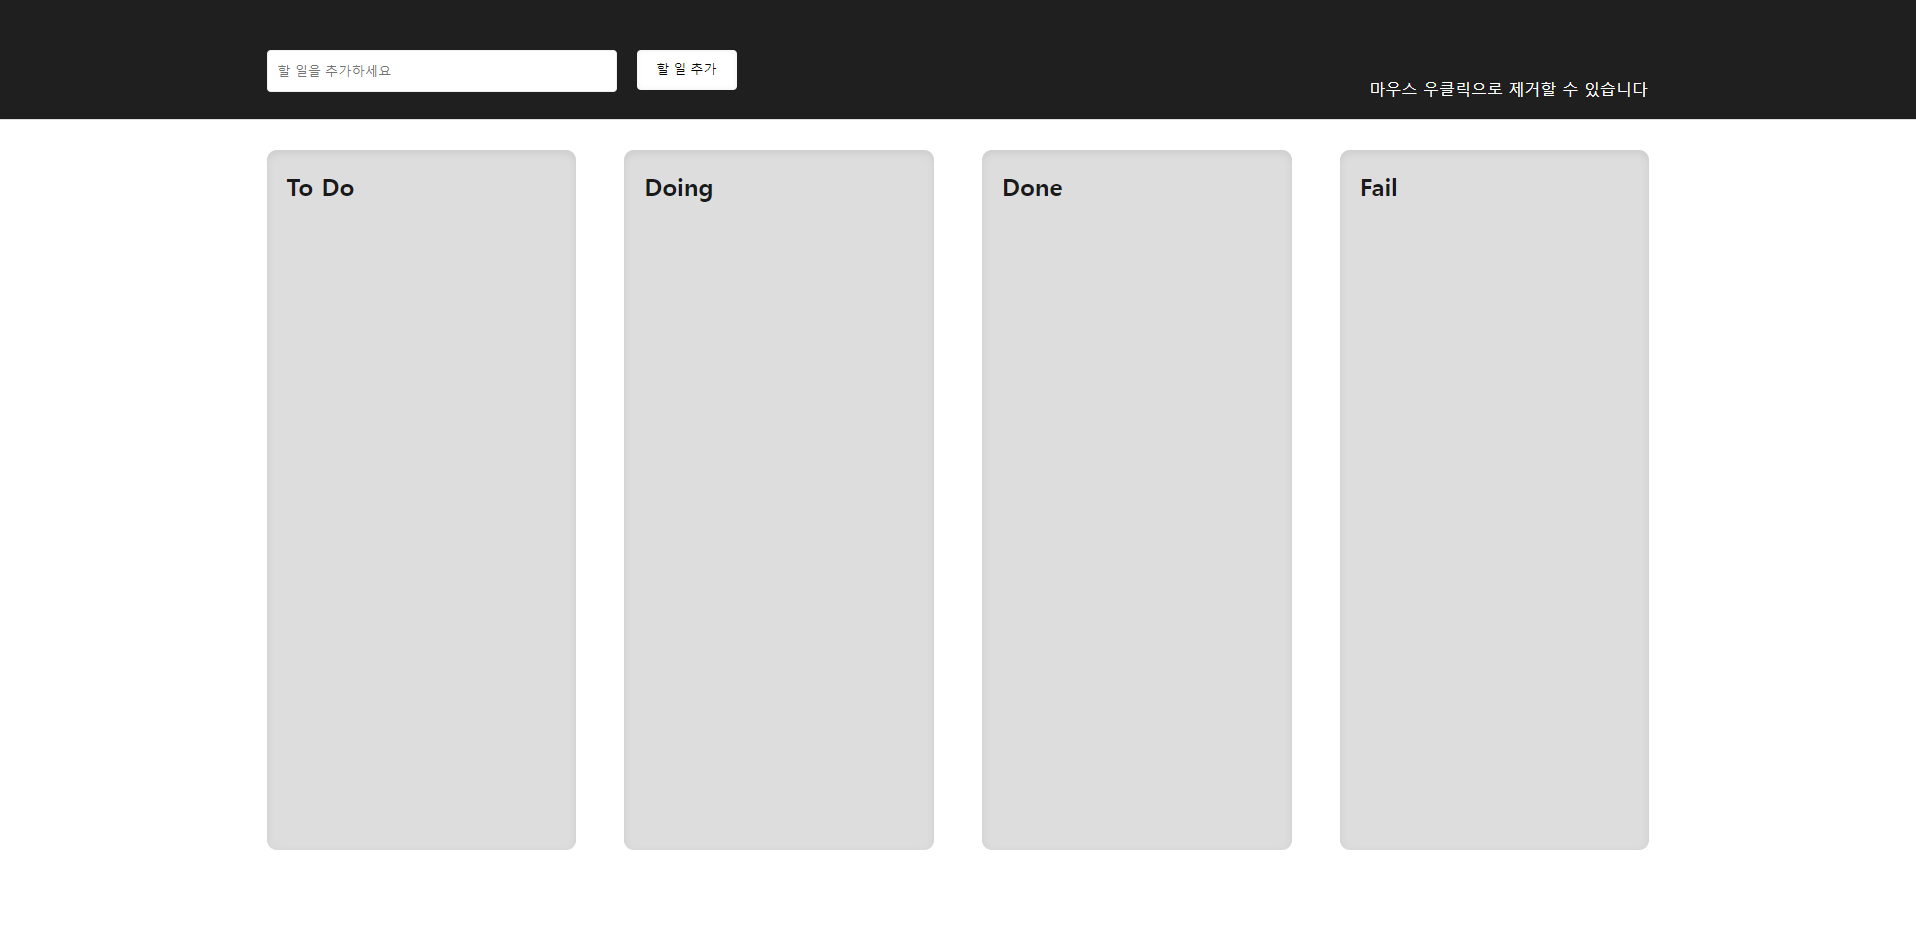 할 일을 추가하세요
할 일 추가
마우스 우클릭으로 제거할 수 있습니다
To Do
Doing
Done
Fail